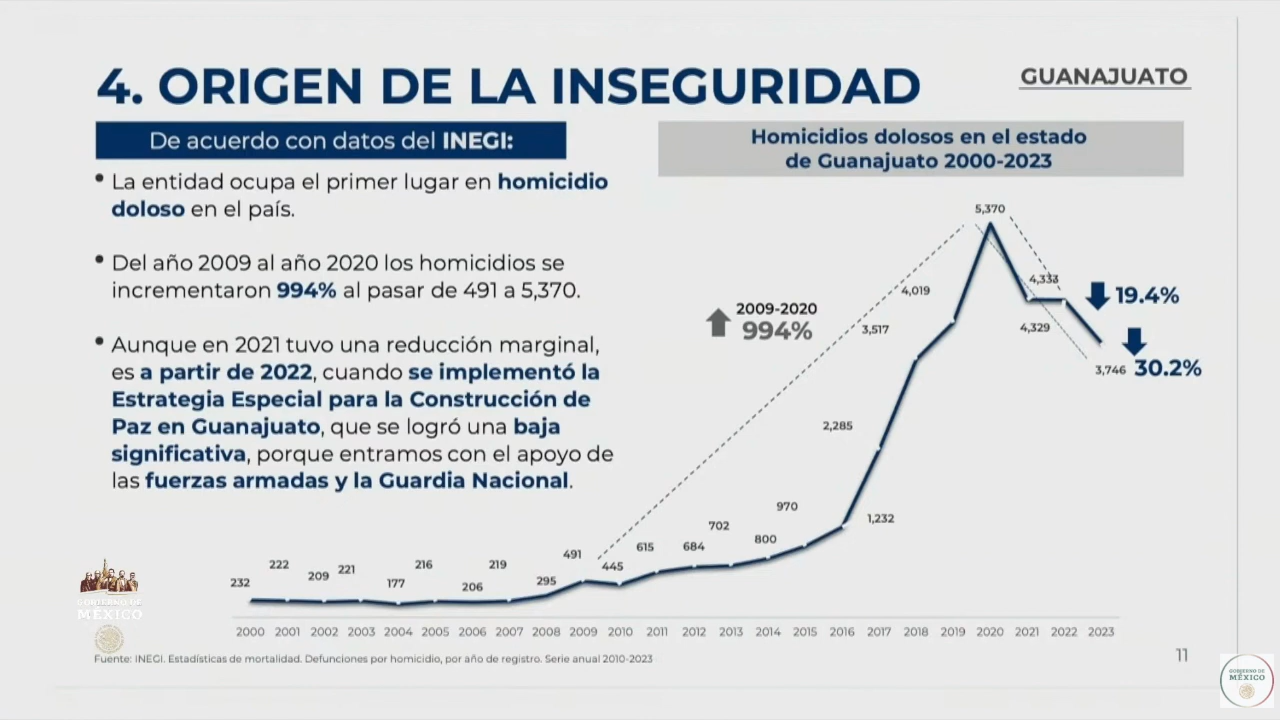 4. ORIGEN DE LA INSEGURIDAD
GUANAJUATO
De acuerdo con datos del INEGI:
• La entidad ocupa el primer lugar en homicidio
doloso en el país.
• Del año 2009 al año 2020 los homicidios se
incrementaron 994% al pasar de 491 a 5,370.
• Aunque en 2021 tuvo una reducción marginal,
es a partir de 2022, cuando se implementó la
Estrategia Especial para la Construcción de
Paz en Guanajuato, que se logró una baja
significativa, porque entramos con el apoyo de
las fuerzas armadas y la Guardia Nacional.
Homicidios dolosos en el estado
de Guanajuato 2000-2023
2009-2020
994%
232
222
209
221
177
216
206
219
295
491
445
615
684
702
800
970
1,232
2,285
3,517
4,019
5,370
4,333
4,329
3,746
19.4%
30.2%
2000 2001 2002 2003 2004 2005 2006 2007 2008 2009 2010 2011 2012 2013 2014 2015 2016 2017 2018 2019 2020 2021 2022 2023
GOBIERNO DE
MÉXICO
Fuente: INEGI. Estadísticas de mortalidad. Defunciones por homicidio, por año de registro. Serie anual 2010-2023
11
GOBIERNO DE
MÉXICO